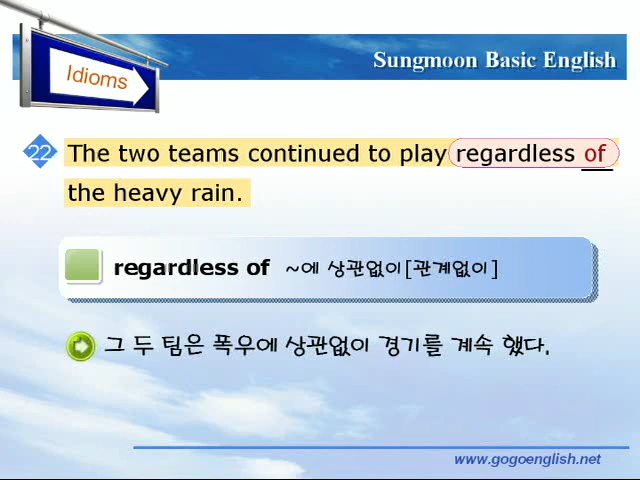 Idioms
Sungmoon Basic English
22 The two teams continued to play regardless of
the heavy rain.
regardless of ~에 상관없이[관계없이]
그 두 팀은 폭우에 상관없이 경기를 계속 했다.
www.gogoenglish.net